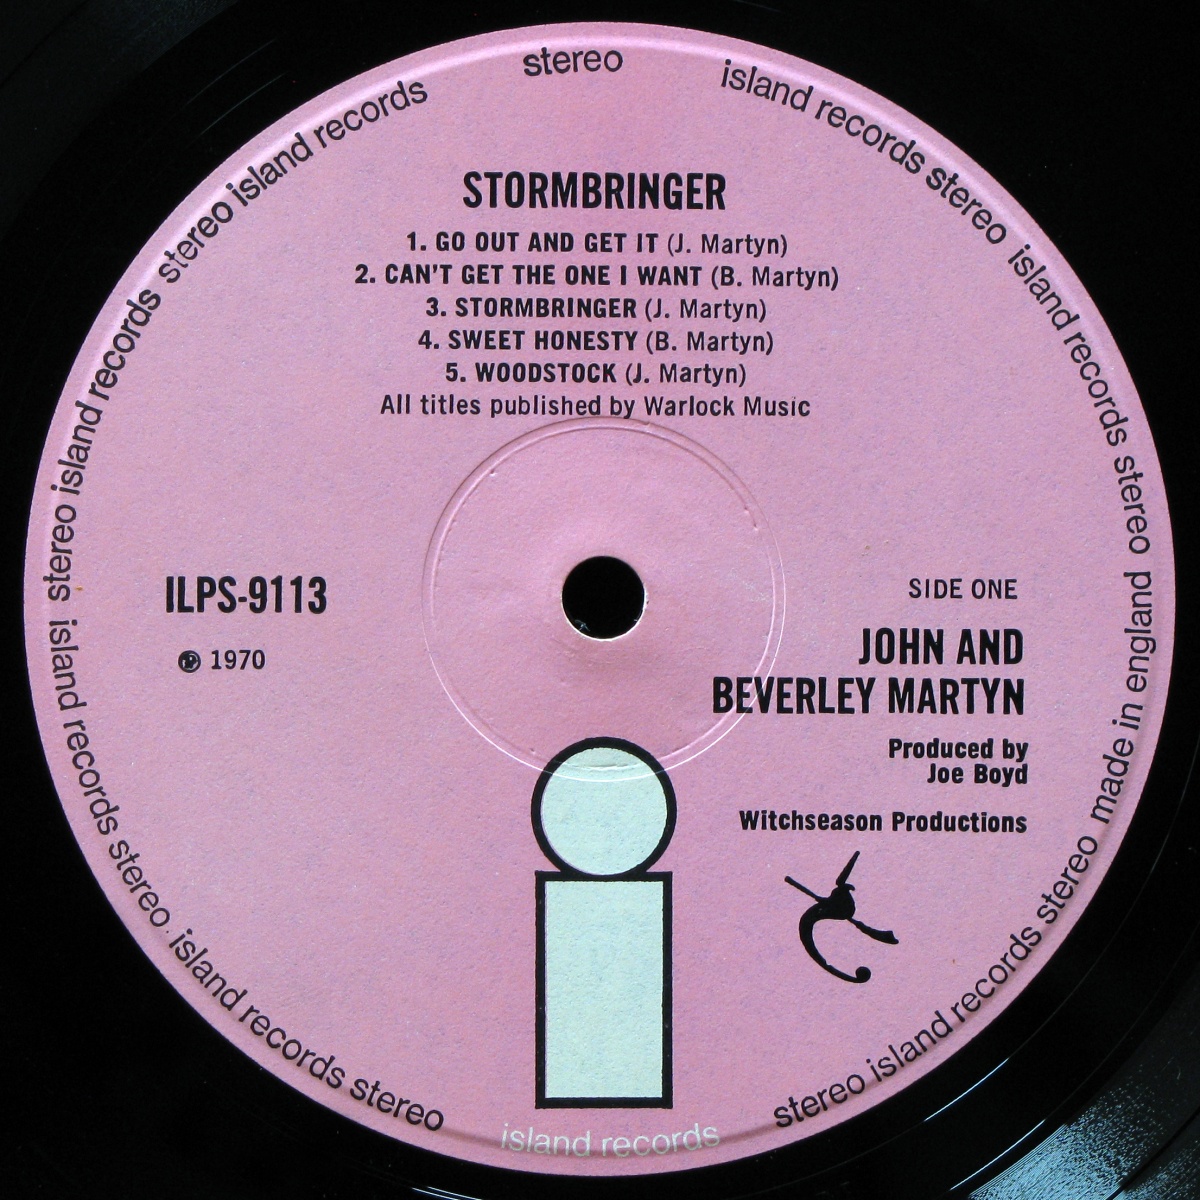 stereo
island records stereo
island records stereo
made in england
stereo island records stereo
island records
island records stereo
island records stereo
stereo island records
stereo island records
STORMBRINGER
1. GO OUT AND GET IT (J. Martyn)
2. CAN'T GET THE ONE I WANT (B. Martyn)
3. STORMBRINGER (J. Martyn)
4. SWEET HONESTY (B. Martyn)
5. WOODSTOCK (J. Martyn)
All titles published by Warlock Music
ILPS-9113
℗ 1970
SIDE ONE
JOHN AND
BEVERLEY MARTYN
Produced by
Joe Boyd
Witchseason Productions
i